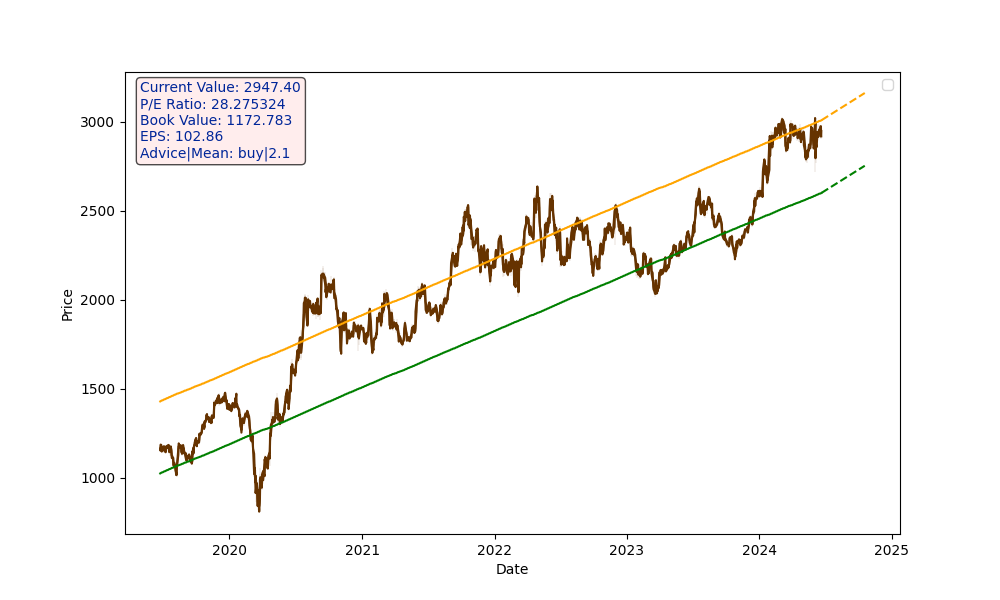 Current Value: 2947.40
P/E Ratio: 28.275324
Book Value: 1172.783
EPS: 102.86
Advice|Mean: buy|2.1
3000
2500
2000
1500
1000
Price
2020 2021 2022 2023 2024 2025
Date